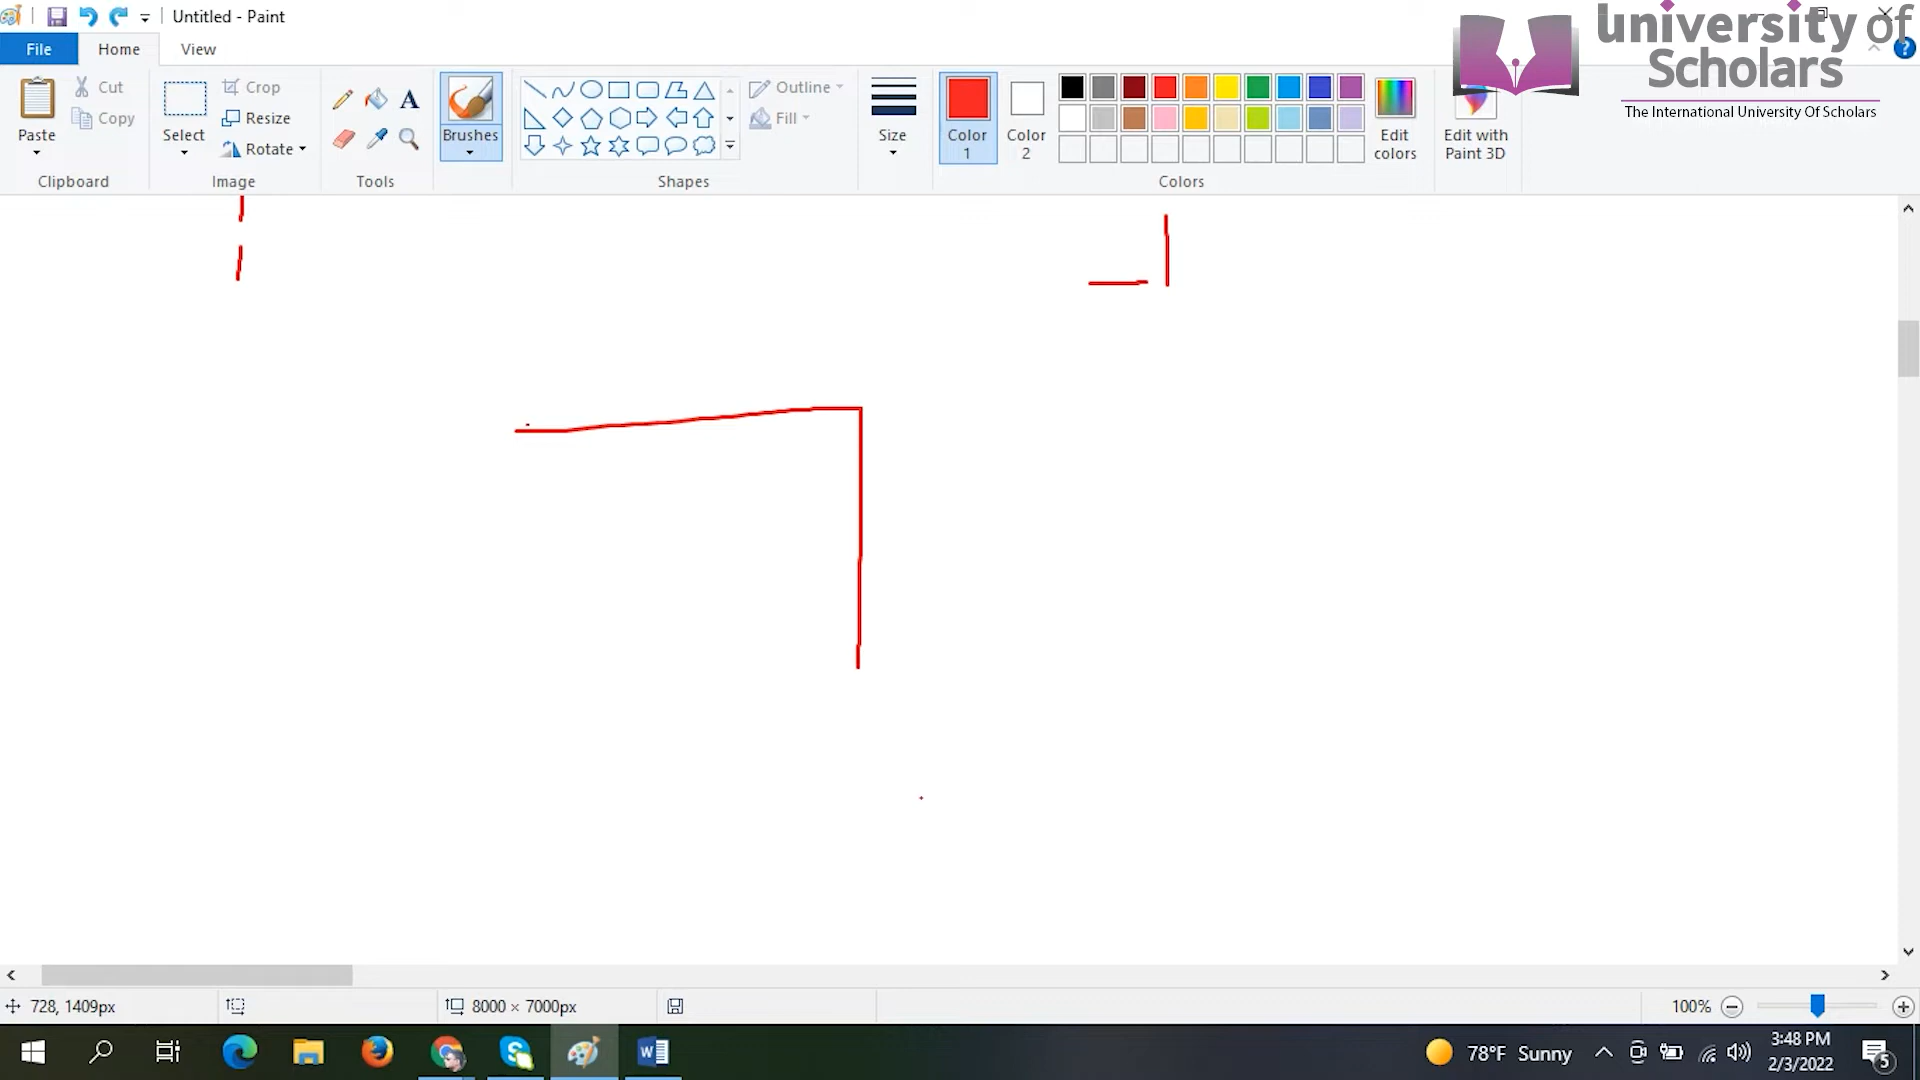 Untitled - Paint
File Home View
Paste
Cut
Copy
Clipboard
Select
Crop
Resize
Rotate
Image
A
Tools
Brushes
Outline
Fill
Shapes
Size
Color 1
Color 2
Edit colors
Colors
Edit with Paint 3D
university of
Scholars
The International University Of Scholars
728, 1409px
8000 × 7000px
100%
78°F Sunny
3:48 PM
2/3/2022
5